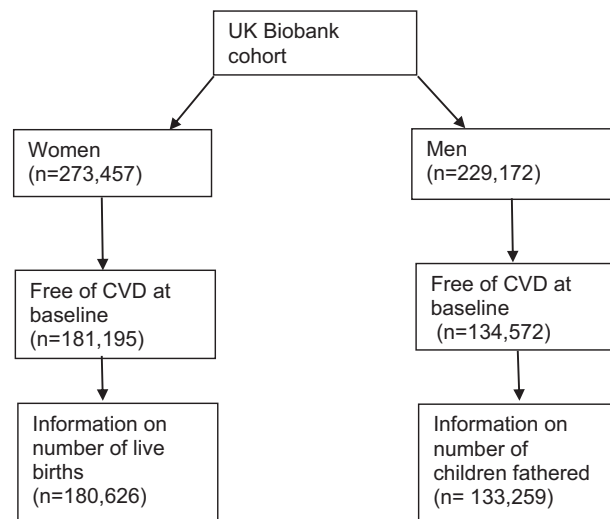 UK Biobank
cohort
Women
(n=273,457)
Men
(n=229,172)
Free of CVD at
baseline
(n=181,195)
Free of CVD at
baseline
(n=134,572)
Information on
number of live
births
(n=180,626)
Information on
number of
children fathered
(n= 133,259)